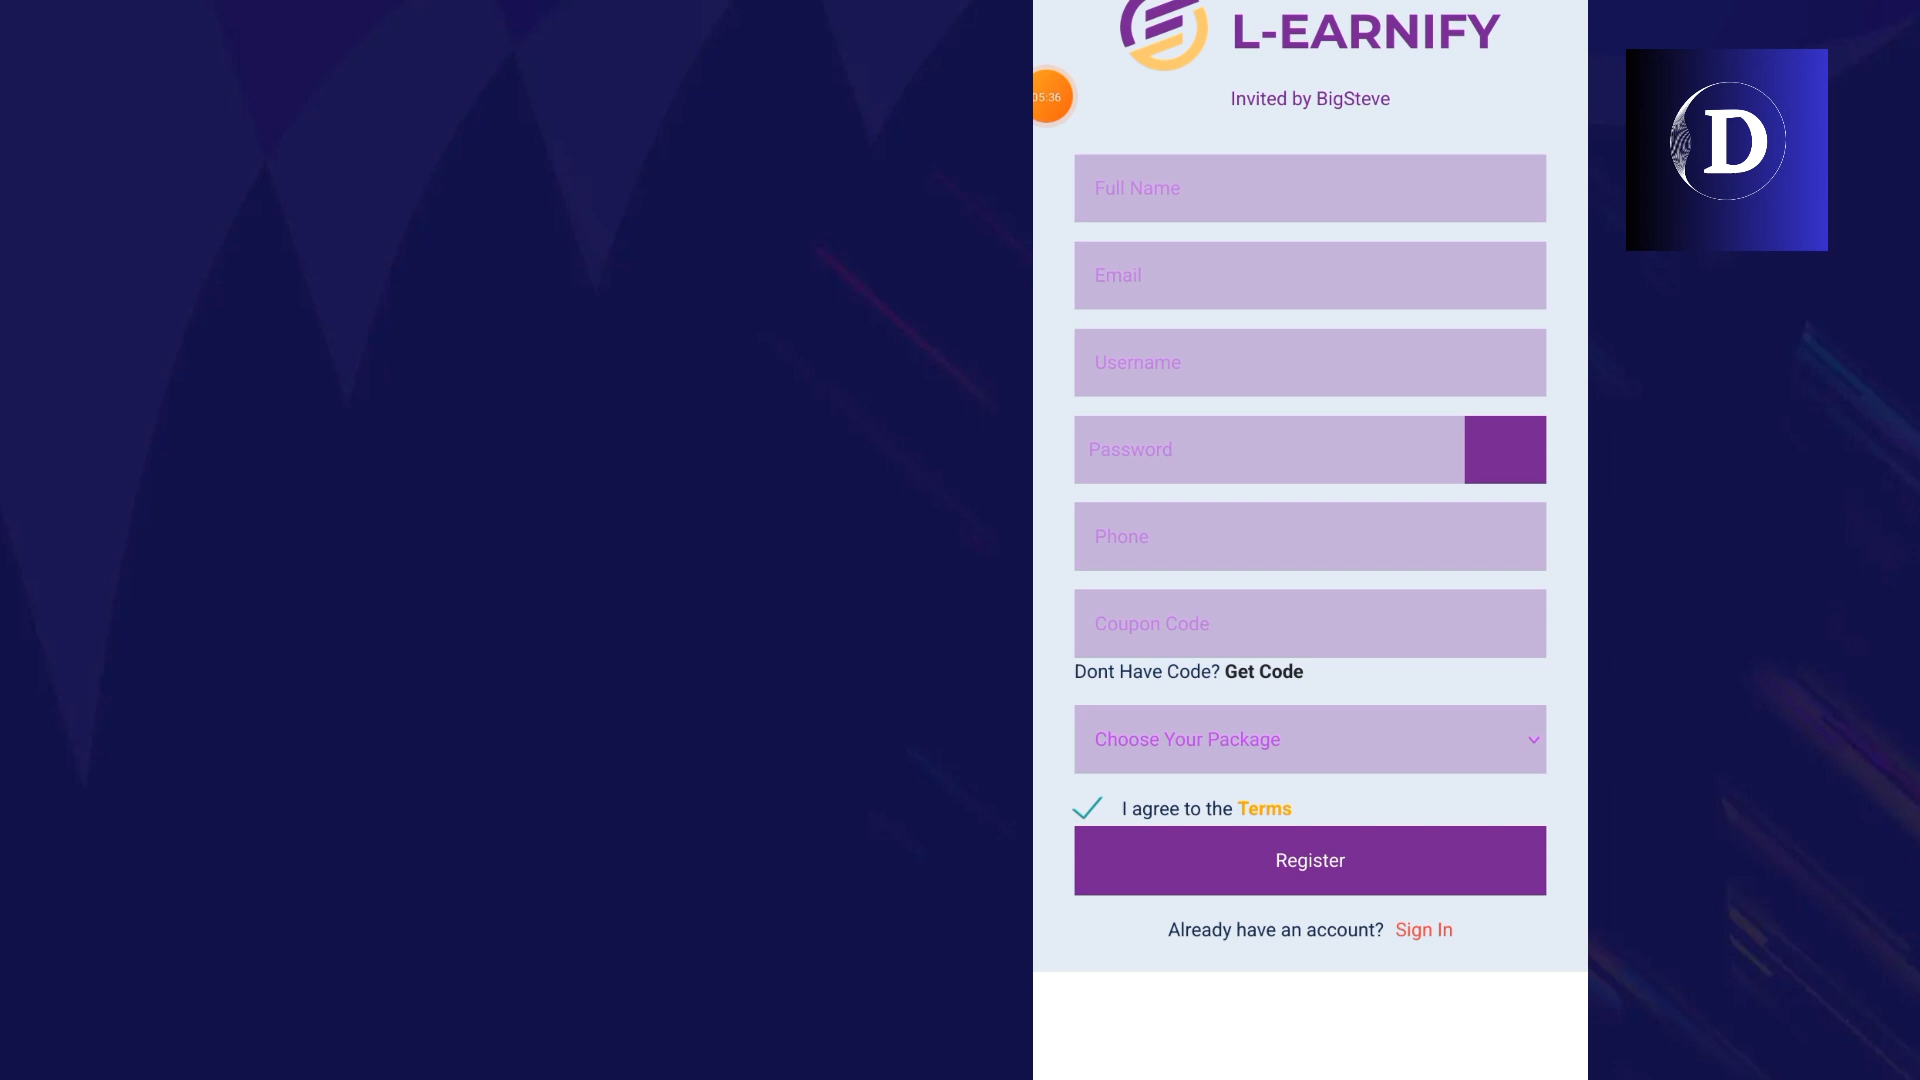 L-EARNIFY
05:36
Invited by BigSteve
D
Full Name
Email
Username
Password
Phone
Coupon Code
Dont Have Code? Get Code
Choose Your Package
I agree to the Terms
Register
Already have an account? Sign In